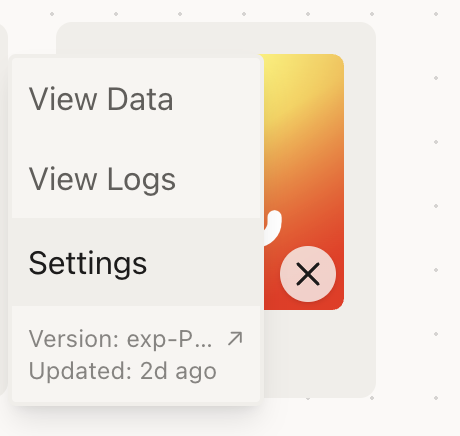 View Data
View Logs
Settings
Version: exp-P... ↗
Updated: 2d ago